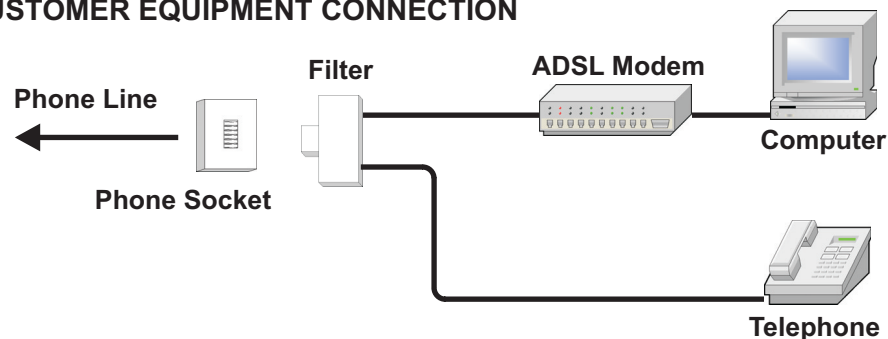 USTOMER EQUIPMENT CONNECTION
Filter
ADSL Modem
Phone Line
Computer
Phone Socket
Telephone